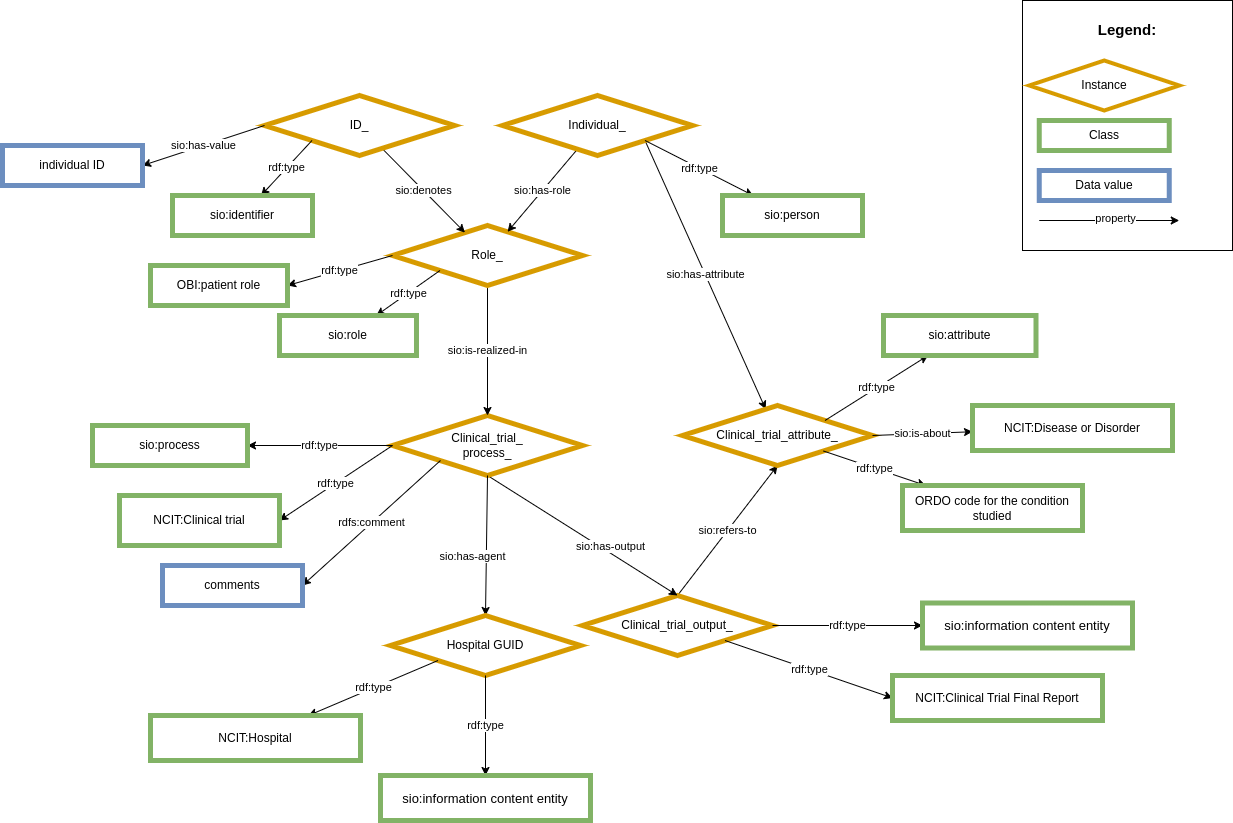 Legend:
Instance
Class
Data value
property
ID_
Individual_
sio:has-value
individual ID
rdf:type
sio:denotes
sio:has-role
rdf:type
sio:identifier
sio:person
Role_
OBI:patient role
rdf:type
rdf:type
sio:role
sio:has-attribute
sio:is-realized-in
sio:attribute
rdf:type
Clinical_trial_attribute_
sio:is-about
NCIT:Disease or Disorder
rdf:type
ORDO code for the condition
studied
sio:process
rdf:type
Clinical_trial_
process_
rdf:type
NCIT:Clinical trial
rdfs:comment
comments
sio:has-agent
sio:has-output
sio:refers-to
Hospital GUID
Clinical_trial_output_
rdf:type
sio:information content entity
rdf:type
NCIT:Clinical Trial Final Report
rdf:type
NCIT:Hospital
rdf:type
sio:information content entity